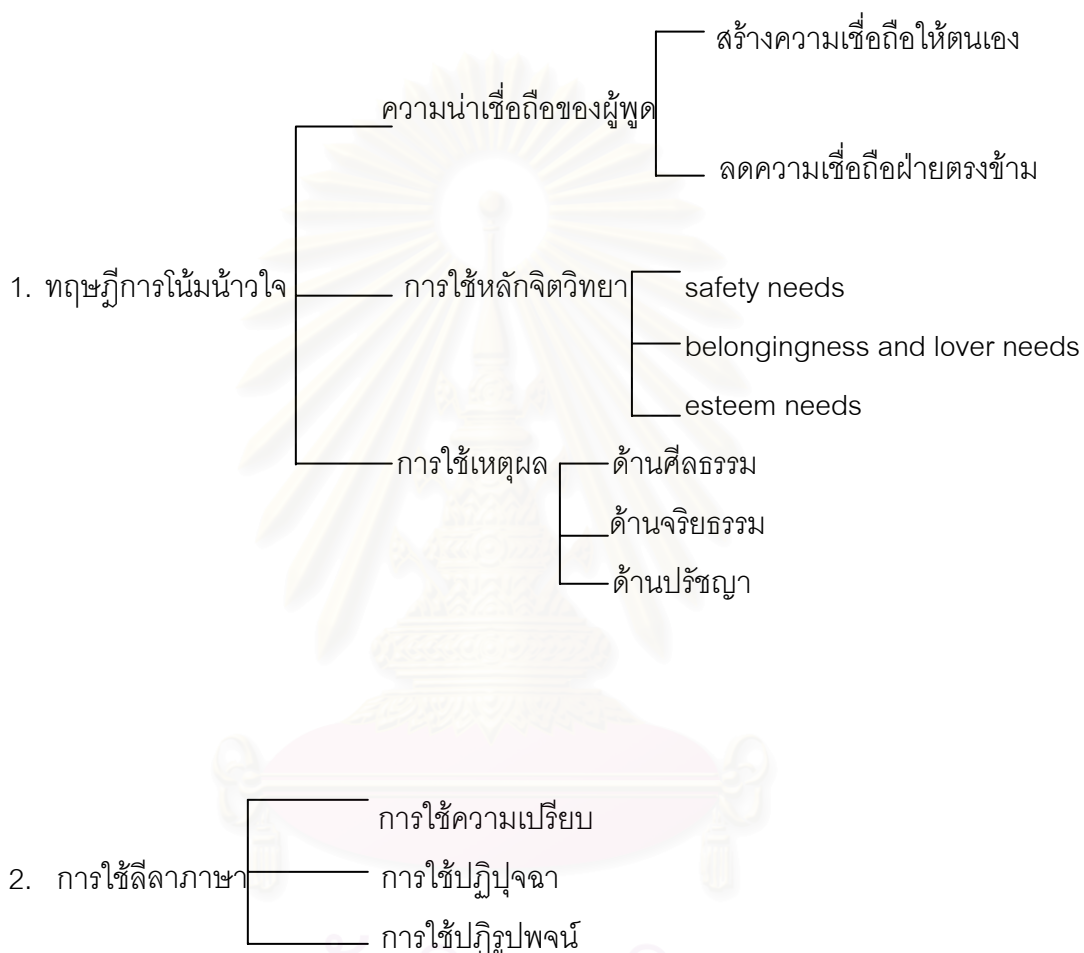 สร้างความเชื่อถือให้ตนเอง
ความน่าเชื่อถือของผู้พูด
ลดความเชื่อถือฝ่ายตรงข้าม
1. ทฤษฎีการโน้มน้าวใจ
การใช้หลักจิตวิทยา
safety needs
belongingness and lover needs
esteem needs
การใช้เหตุผล
ด้านศีลธรรม
ด้านจริยธรรม
ด้านปรัชญา
2. การใช้ลีลาภาษา
การใช้ความเปรียบ
การใช้ปฏิปุจฉา
การใช้ปฏิรูปพจน์